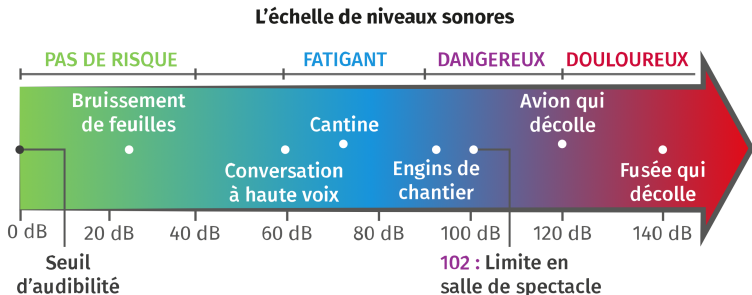 L'échelle de niveaux sonores
PAS DE RISQUE FATIGANT DANGEREUX DOULOUREUX
Bruissement
de feuilles
Conversation
à haute voix
Cantine
Engins de
chantier
Avion qui
décolle
Fusée qui
décolle
0 dB 20 dB 40 dB 60 dB 80 dB 100 dB 120 dB 140 dB
Seuil
d'audibilité
102 : Limite en
salle de spectacle